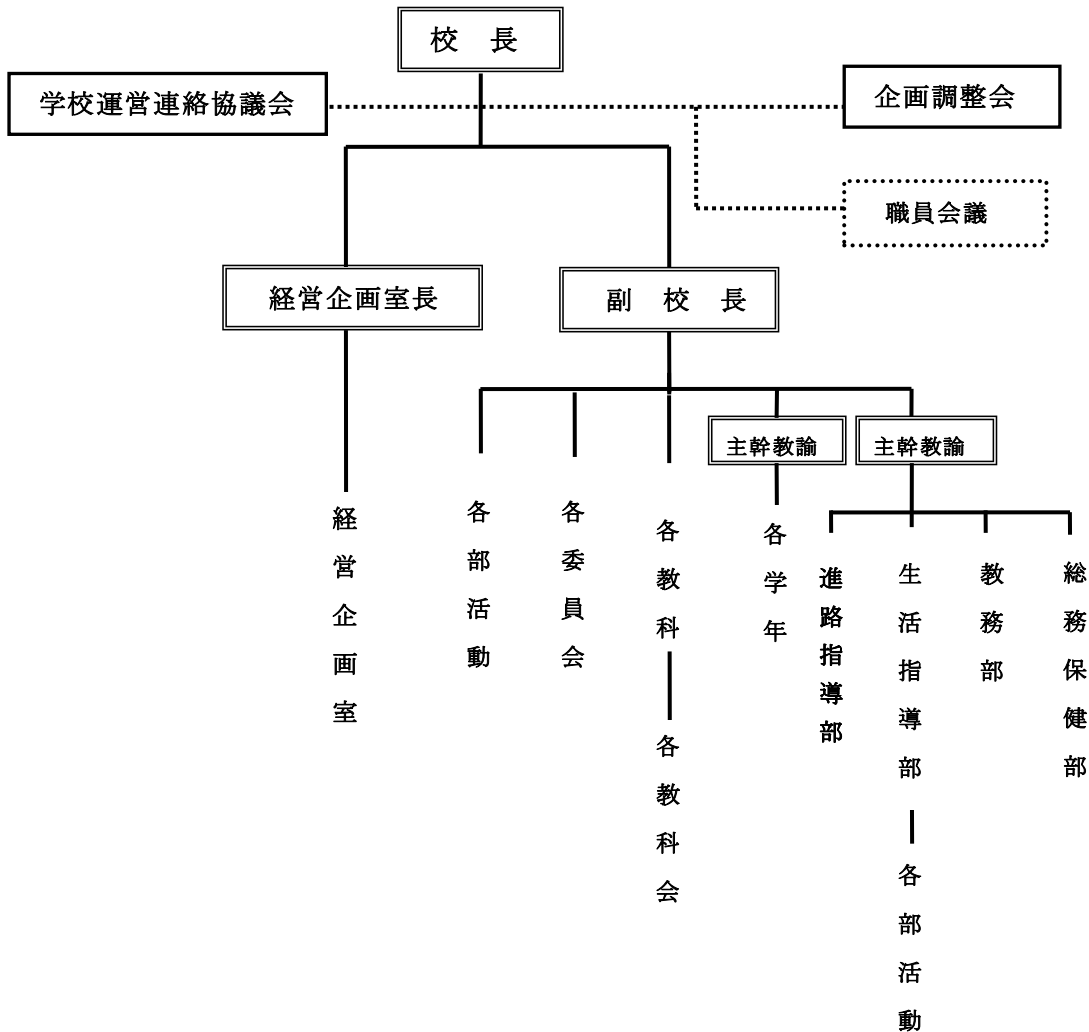 校　長
学校運営連絡協議会
企画調整会
職員会議
経営企画室長
副　校　長
主幹教諭
主幹教諭
経営企画室
各部活動
各委員会
各教科
各学年
進路指導部
生活指導部
教務部
総務保健部
各教科会
各部活動